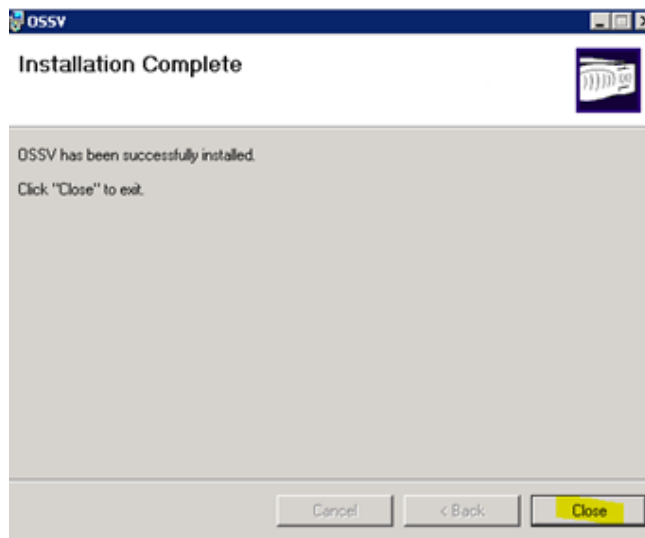 OSSV
Installation Complete
OSSV has been successfully installed.
Click "Close" to exit.
Cancel
< Back
Close